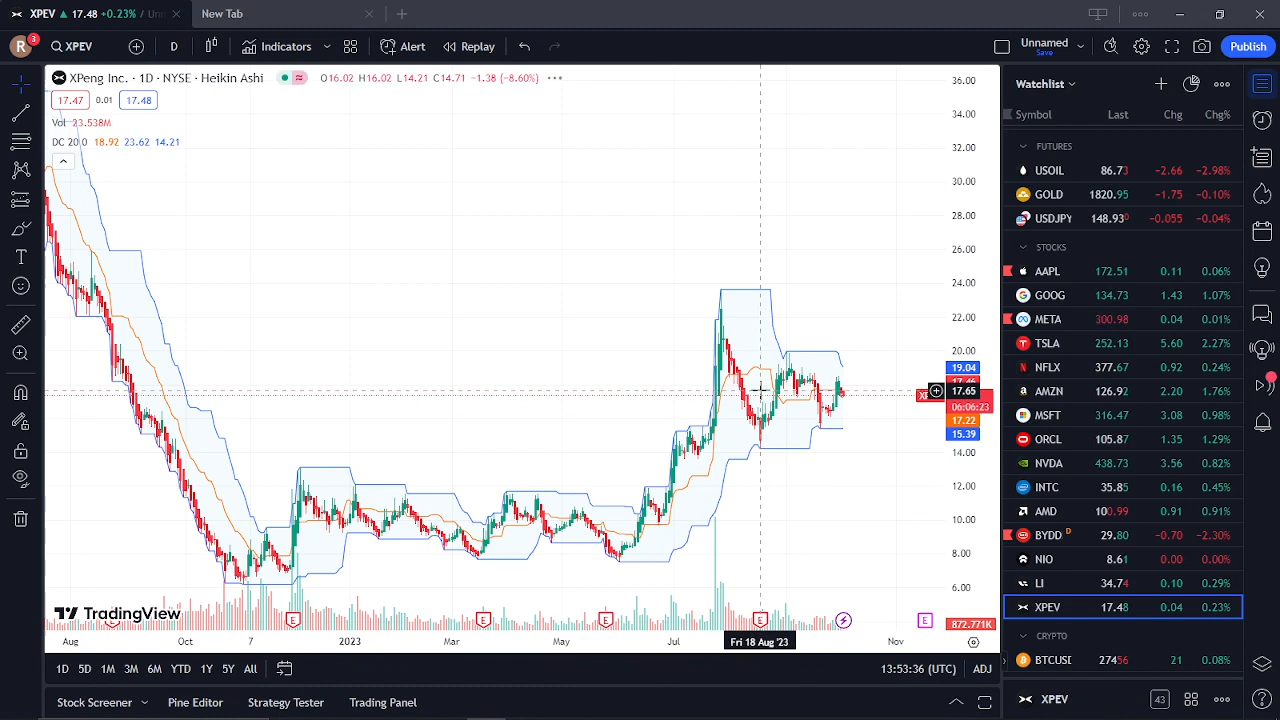 XPEV ▲ 17.48 +0.23% / Un
New Tab
R 3 XPEV D Indicators Alert Replay Unnamed Save Publish
XPeng Inc. · 1D · NYSE · Heikin Ashi O16.02 H16.02 L14.21 C14.71 −1.38 (−8.60%)
17.47 0.01 17.48
Vol 23.538M
DC 20 0 18.92 23.62 14.21
36.00
34.00
32.00
30.00
28.00
26.00
24.00
22.00
20.00
19.04
17.65
06:06:23
17.22
15.39
14.00
12.00
10.00
8.00
6.00
872.771K
TradingView
E E E E E
Aug Oct 7 2023 Mar May Jul Fri 18 Aug '23 Nov
1D 5D 1M 3M 6M YTD 1Y 5Y All 13:53:36 (UTC) ADJ
Stock Screener Pine Editor Strategy Tester Trading Panel
Watchlist
Symbol Last Chg Chg%
FUTURES
USOIL 86.73 −2.66 −2.98%
GOLD 1820.95 −1.75 −0.10%
USDJPY 148.930 −0.055 −0.04%
STOCKS
AAPL 172.51 0.11 0.06%
GOOG 134.73 1.43 1.07%
META 300.98 0.04 0.01%
TSLA 252.13 5.60 2.27%
NFLX 377.67 0.92 0.24%
AMZN 126.92 2.20 1.76%
MSFT 316.47 3.08 0.98%
ORCL 105.87 1.35 1.29%
NVDA 438.73 3.56 0.82%
INTC 35.85 0.16 0.45%
AMD 100.99 0.91 0.91%
BYDD D 29.80 −0.70 −2.30%
NIO 8.61 0.00 0.00%
LI 34.74 0.10 0.29%
XPEV 17.48 0.04 0.23%
CRYPTO
BTCUSI 27456 21 0.08%
XPEV 43